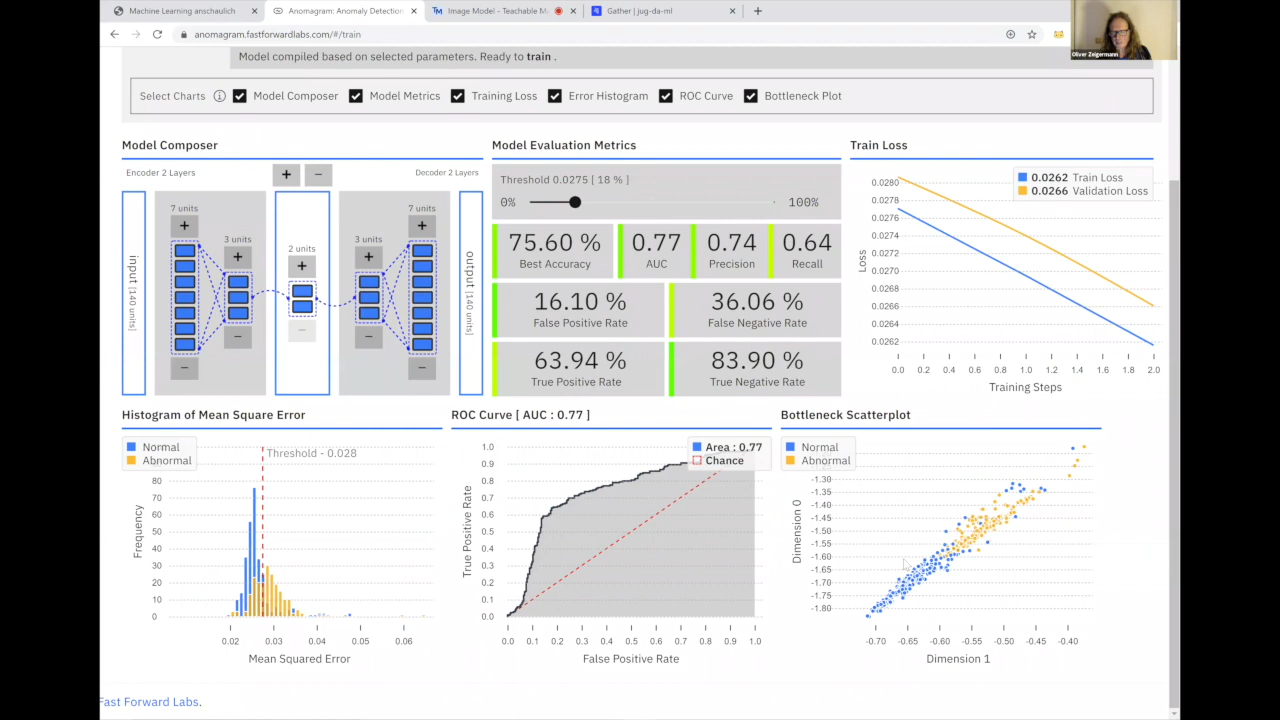 Machine Learning anschaulich
Anomagram: Anomaly Detection
Image Model - Teachable M
Gather | jug-da-ml
anomagram.fastforwardlabs.com/#/train
Oliver Zeigermann
Model compiled based on selected parameters. Ready to train .
Select Charts
Model Composer
Model Metrics
Training Loss
Error Histogram
ROC Curve
Bottleneck Plot
Model Composer
Encoder 2 Layers
+
−
Decoder 2 Layers
input [140 units]
7 units
+
−
3 units
+
−
2 units
+
−
3 units
+
−
7 units
+
−
output [140 units]
Model Evaluation Metrics
Threshold 0.0275 [ 18 % ]
0%
100%
75.60 %
Best Accuracy
0.77
AUC
0.74
Precision
0.64
Recall
16.10 %
False Positive Rate
36.06 %
False Negative Rate
63.94 %
True Positive Rate
83.90 %
True Negative Rate
Train Loss
0.0262 Train Loss
0.0266 Validation Loss
Loss
0.0280
0.0278
0.0276
0.0274
0.0272
0.0270
0.0268
0.0266
0.0264
0.0262
0.0 0.2 0.4 0.6 0.8 1.0 1.2 1.4 1.6 1.8 2.0
Training Steps
Histogram of Mean Square Error
Normal
Abnormal
Threshold - 0.028
Frequency
80
70
60
50
40
30
20
10
0
0.02 0.03 0.04 0.05 0.06
Mean Squared Error
ROC Curve [ AUC : 0.77 ]
Area : 0.77
Chance
True Positive Rate
1.0
0.9
0.8
0.7
0.6
0.5
0.4
0.3
0.2
0.1
0.0
0.0 0.1 0.2 0.3 0.4 0.5 0.6 0.7 0.8 0.9 1.0
False Positive Rate
Bottleneck Scatterplot
Normal
Abnormal
Dimension 0
-1.30
-1.35
-1.40
-1.45
-1.50
-1.55
-1.60
-1.65
-1.70
-1.75
-1.80
-0.70 -0.65 -0.60 -0.55 -0.50 -0.45 -0.40
Dimension 1
Fast Forward Labs.